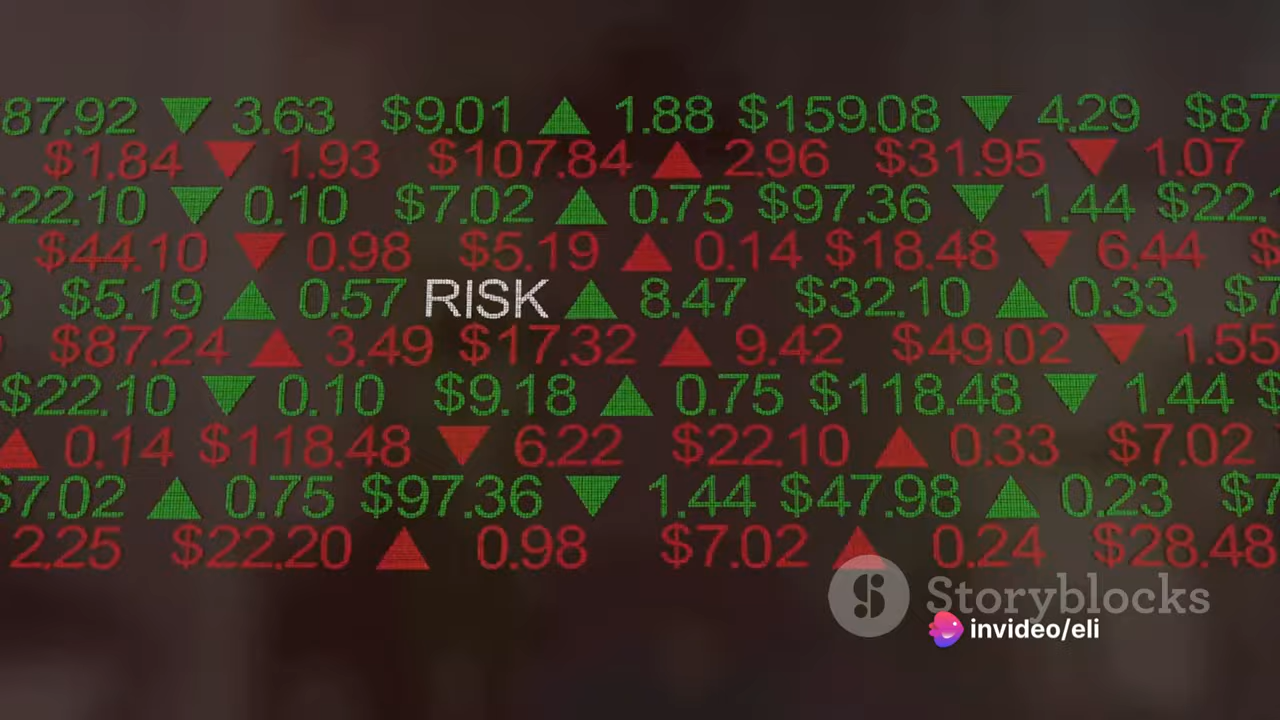 87.92 ▼ 3.63 $9.01 ▲ 1.88 $159.08 ▼ 4.29 $87
$1.84 ▼ 1.93 $107.84 ▲ 2.96 $31.95 ▼ 1.07
$22.10 ▼ 0.10 $7.02 ▲ 0.75 $97.36 ▼ 1.44 $22.
$44.10 ▼ 0.98 $5.19 ▲ 0.14 $18.48 ▼ 6.44 $
$5.19 ▲ 0.57 RISK ▲ 8.47 $32.10 ▲ 0.33 $7
$87.24 ▲ 3.49 $17.32 ▲ 9.42 $49.02 ▼ 1.55
$22.10 ▼ 0.10 $9.18 ▲ 0.75 $118.48 ▼ 1.44 $
▲ 0.14 $118.48 ▼ 6.22 $22.10 ▲ 0.33 $7.02
$7.02 ▲ 0.75 $97.36 ▼ 1.44 $47.98 ▲ 0.23 $7
2.25 $22.20 ▲ 0.98 $7.02 ▲ 0.24 $28.48
Storyblocks
invideo/eli